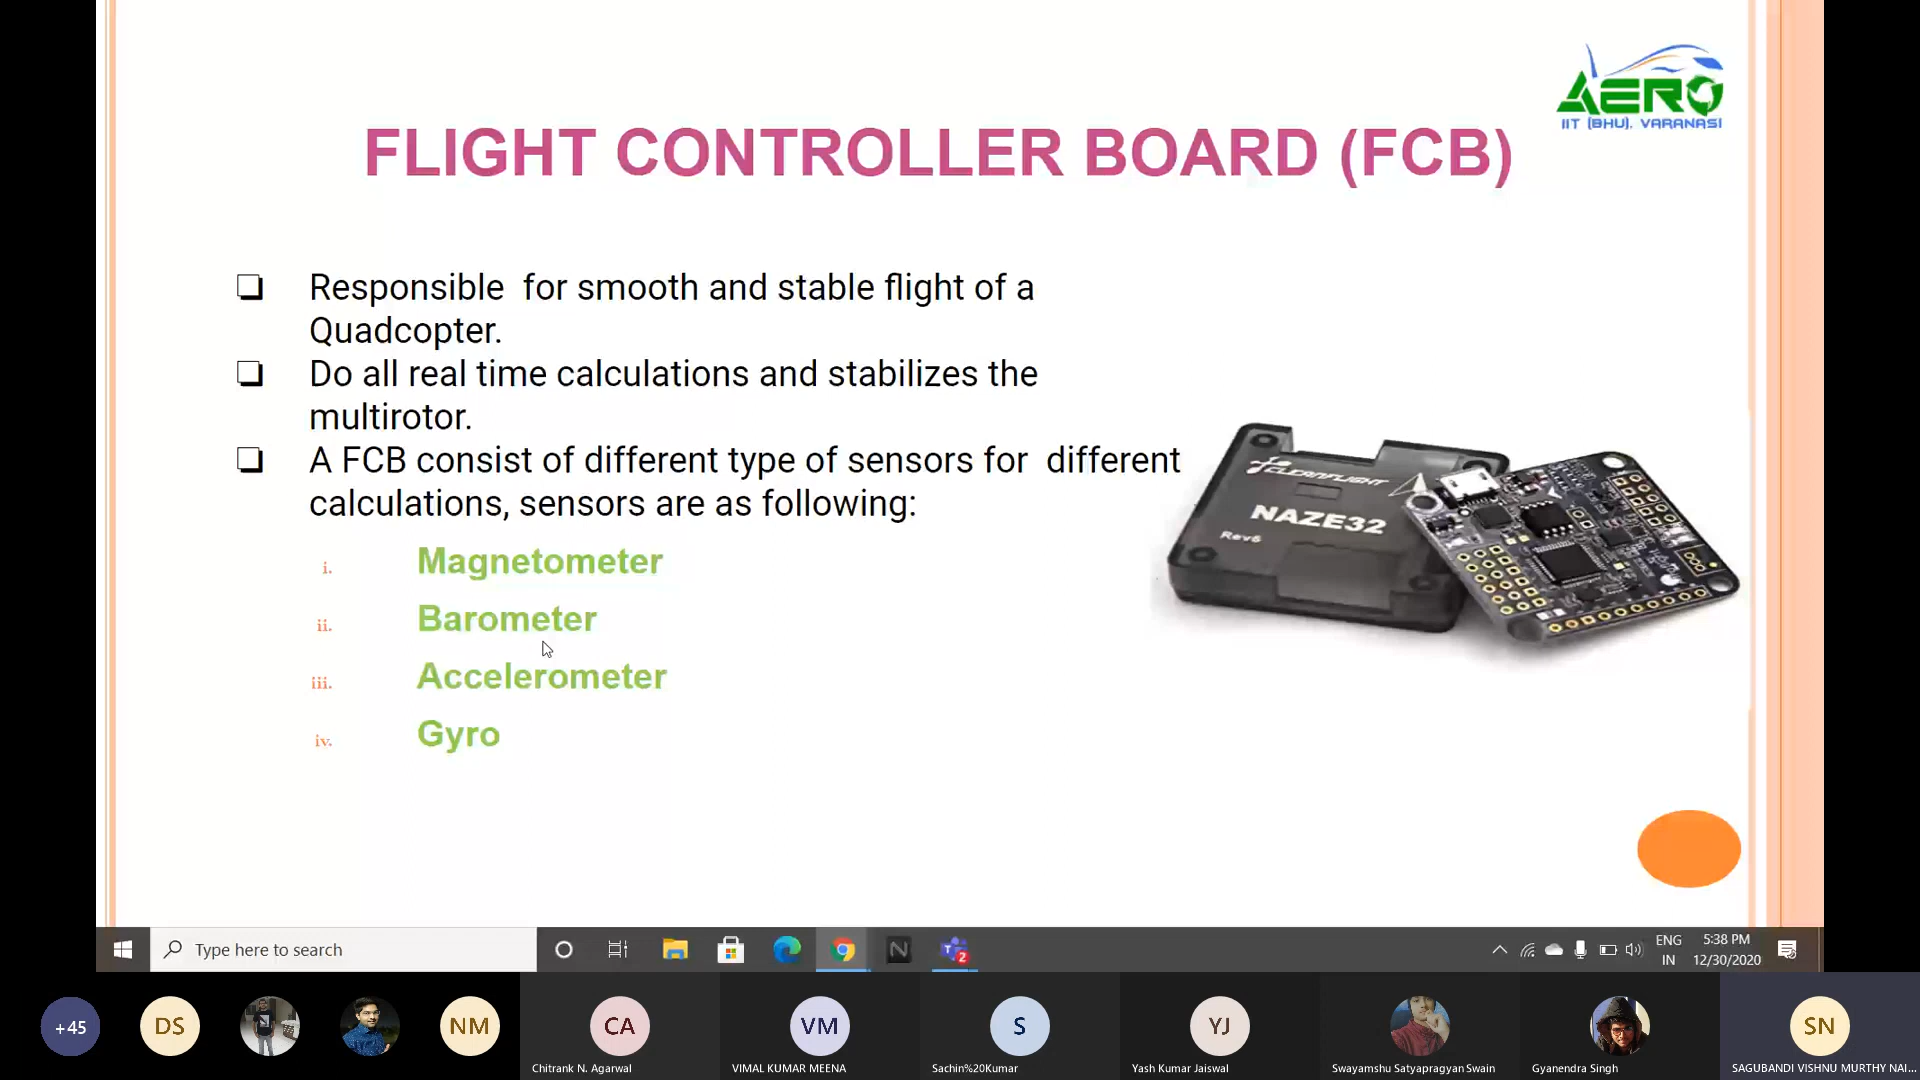 AERO
IIT (BHU), VARANASI
FLIGHT CONTROLLER BOARD (FCB)
❑ Responsible  for smooth and stable flight of a
Quadcopter.
❑ Do all real time calculations and stabilizes the
multirotor.
❑ A FCB consist of different type of sensors for  different
calculations, sensors are as following:
i. Magnetometer
ii. Barometer
iii. Accelerometer
iv. Gyro
CLEANFLIGHT
NAZE32
Rev6
Type here to search
N
T
2
ENG
IN
5:38 PM
12/30/2020
+45
DS
NM
CA
VM
S
YJ
SN
Chitrank N. Agarwal
VIMAL KUMAR MEENA
Sachin%20Kumar
Yash Kumar Jaiswal
Swayamshu Satyapragyan Swain
Gyanendra Singh
SAGUBANDI VISHNU MURTHY NAI...